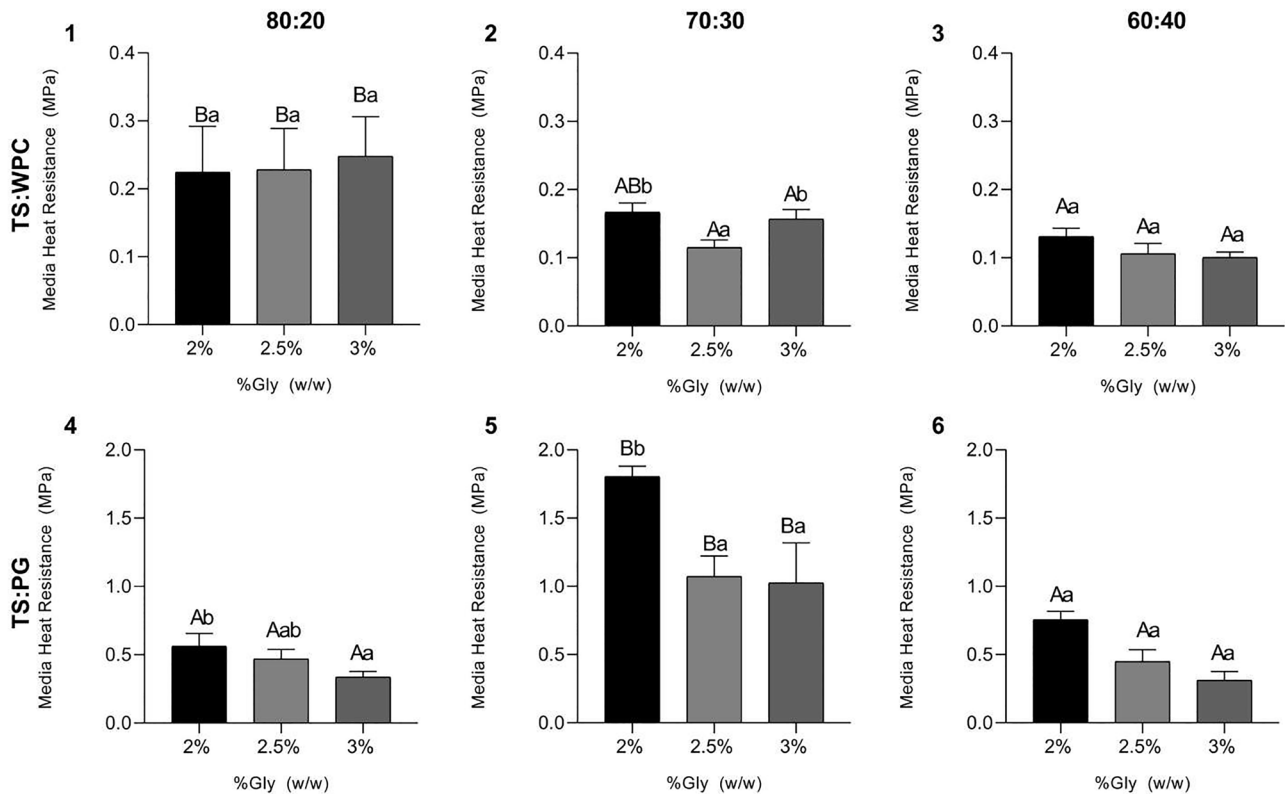 80:20
70:30
60:40
TS:WPC
1
Media Heat Resistance (MPa)
0.4
0.3
0.2
0.1
0.0
Ba
Ba
Ba
2%
2.5%
3%
%Gly (w/w)
2
Media Heat Resistance (MPa)
0.4
0.3
0.2
0.1
0.0
ABb
Aa
Ab
2%
2.5%
3%
%Gly (w/w)
3
Media Heat Resistance (MPa)
0.4
0.3
0.2
0.1
0.0
Aa
Aa
Aa
2%
2.5%
3%
%Gly (w/w)
TS:PG
4
Media Heat Resistance (MPa)
2.0
1.5
1.0
0.5
0.0
Ab
Aab
Aa
2%
2.5%
3%
%Gly (w/w)
5
Media Heat Resistance (MPa)
2.0
1.5
1.0
0.5
0.0
Bb
Ba
Ba
2%
2.5%
3%
%Gly (w/w)
6
Media Heat Resistance (MPa)
2.0
1.5
1.0
0.5
0.0
Aa
Aa
Aa
2%
2.5%
3%
%Gly (w/w)